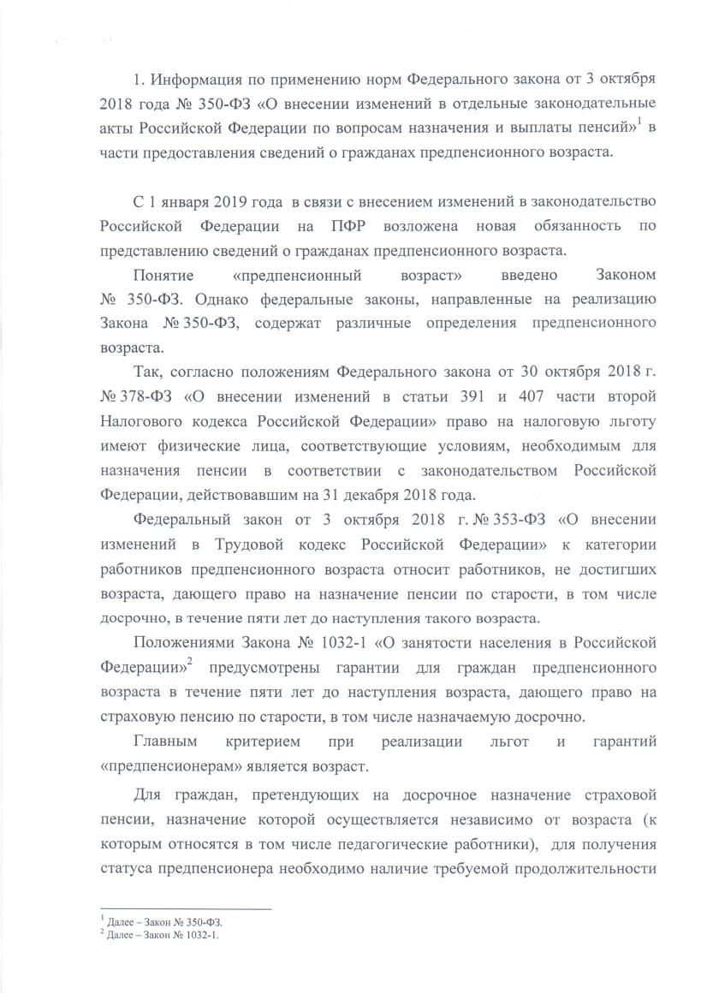 1. Информация по применению норм Федерального закона от 3 октября
2018 года № 350-ФЗ «О внесении изменений в отдельные законодательные
акты Российской Федерации по вопросам назначения и выплаты пенсий»1 в
части предоставления сведений о гражданах предпенсионного возраста.
С 1 января 2019 года в связи с внесением изменений в законодательство
Российской Федерации на ПФР возложена новая обязанность по
представлению сведений о гражданах предпенсионного возраста.
Понятие «предпенсионный возраст» введено Законом
№ 350-ФЗ. Однако федеральные законы, направленные на реализацию
Закона № 350-ФЗ, содержат различные определения предпенсионного
возраста.
Так, согласно положениям Федерального закона от 30 октября 2018 г.
№ 378-ФЗ «О внесении изменений в статьи 391 и 407 части второй
Налогового кодекса Российской Федерации» право на налоговую льготу
имеют физические лица, соответствующие условиям, необходимым для
назначения пенсии в соответствии с законодательством Российской
Федерации, действовавшим на 31 декабря 2018 года.
Федеральный закон от 3 октября 2018 г. № 353-ФЗ «О внесении
изменений в Трудовой кодекс Российской Федерации» к категории
работников предпенсионного возраста относит работников, не достигших
возраста, дающего право на назначение пенсии по старости, в том числе
досрочно, в течение пяти лет до наступления такого возраста.
Положениями Закона № 1032-1 «О занятости населения в Российской
Федерации»2 предусмотрены гарантии для граждан предпенсионного
возраста в течение пяти лет до наступления возраста, дающего право на
страховую пенсию по старости, в том числе назначаемую досрочно.
Главным критерием при реализации льгот и гарантий
«предпенсионерам» является возраст.
Для граждан, претендующих на досрочное назначение страховой
пенсии, назначение которой осуществляется независимо от возраста (к
которым относятся в том числе педагогические работники), для получения
статуса предпенсионера необходимо наличие требуемой продолжительности
1 Далее – Закон № 350-ФЗ.
2 Далее – Закон № 1032-1.